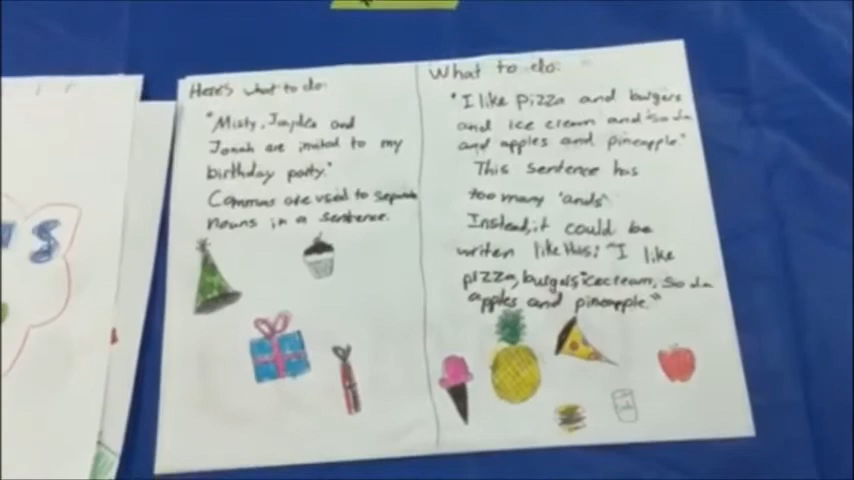 Here's what to do:
"Misty, and
Jonah are invited to my
birthday party."
Commas are used to separate
nouns in a sentence.
What to do:
"I like pizza and burgers
and ice cream and soda
and apples and pineapple"
This sentence has
too many "ands"
Instead, it could be
writen like this: "I like
pizza, burgers icecream, soda
apples and pineapple."